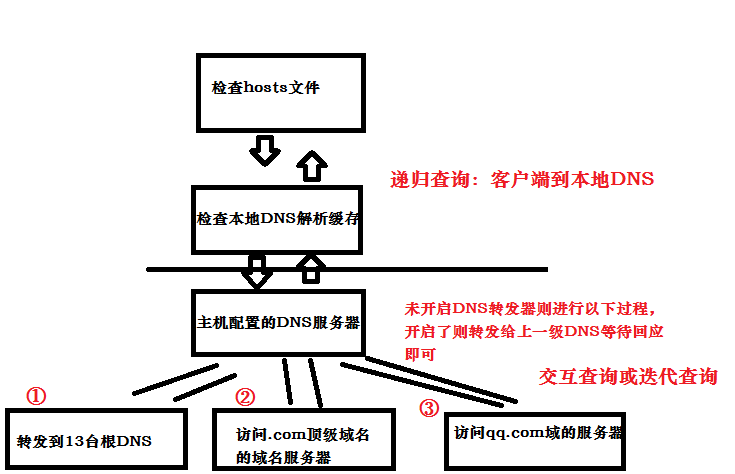 检查hosts文件
递归查询：客户端到本地DNS
检查本地DNS解析缓存
主机配置的DNS服务器
未开启DNS转发器则进行以下过程，
开启了则转发给上一级DNS等待回应
即可
交互查询或迭代查询
①
转发到13台根DNS
②
访问.com顶级域名
的域名服务器
③
访问qq.com域的服务器